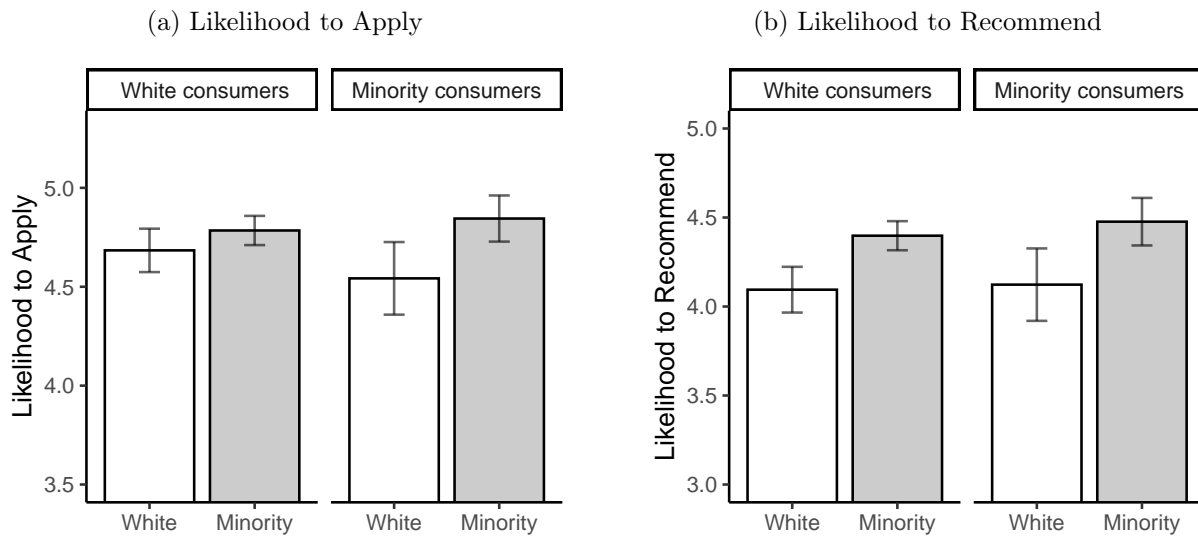 (a) Likelihood to Apply
White consumers
Minority consumers
Likelihood to Apply
5.0
4.5
4.0
3.5
White
Minority
White
Minority
(b) Likelihood to Recommend
White consumers
Minority consumers
Likelihood to Recommend
5.0
4.5
4.0
3.5
3.0
White
Minority
White
Minority